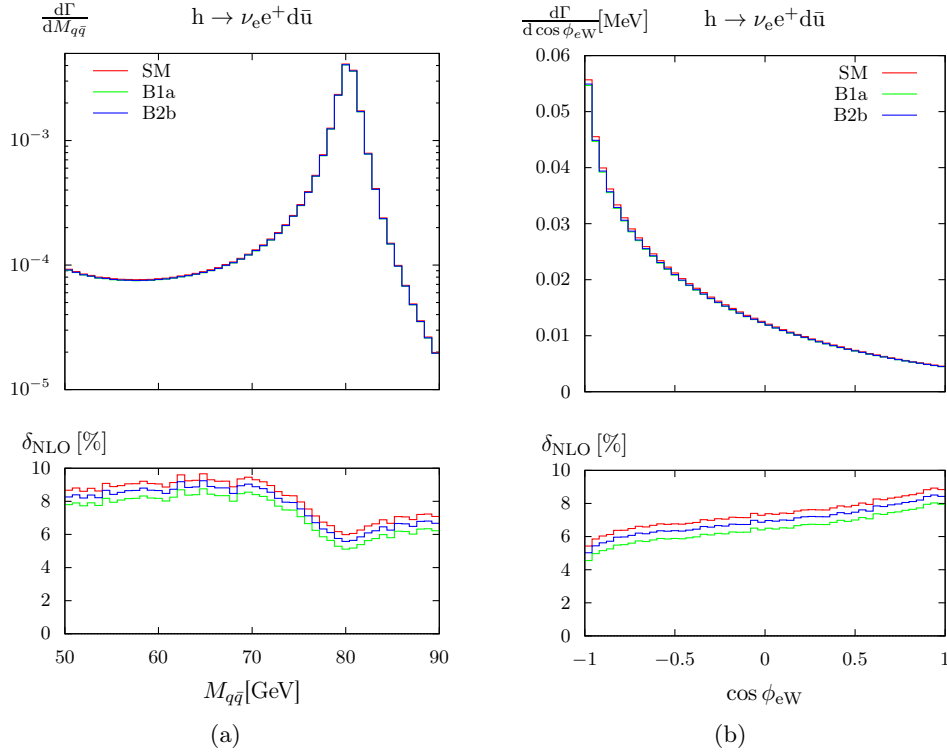 dΓ/dM_{qq̄}
h → ν_e e⁺ d ū
SM
B1a
B2b
10⁻³
10⁻⁴
10⁻⁵
δ_NLO [%]
10
8
6
4
2
0
50 60 70 80 90
M_{qq̄}[GeV]
(a)
dΓ/d cos ϕ_{eW} [MeV]
h → ν_e e⁺ d ū
0.06
SM
B1a
B2b
0.05
0.04
0.03
0.02
0.01
0
δ_NLO [%]
10
8
6
4
2
0
−1 −0.5 0 0.5 1
cos ϕ_{eW}
(b)